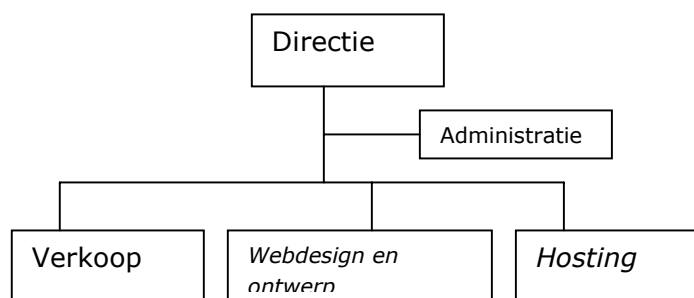 Directie
Administratie
Verkoop
Webdesign en
ontwerp
Hosting